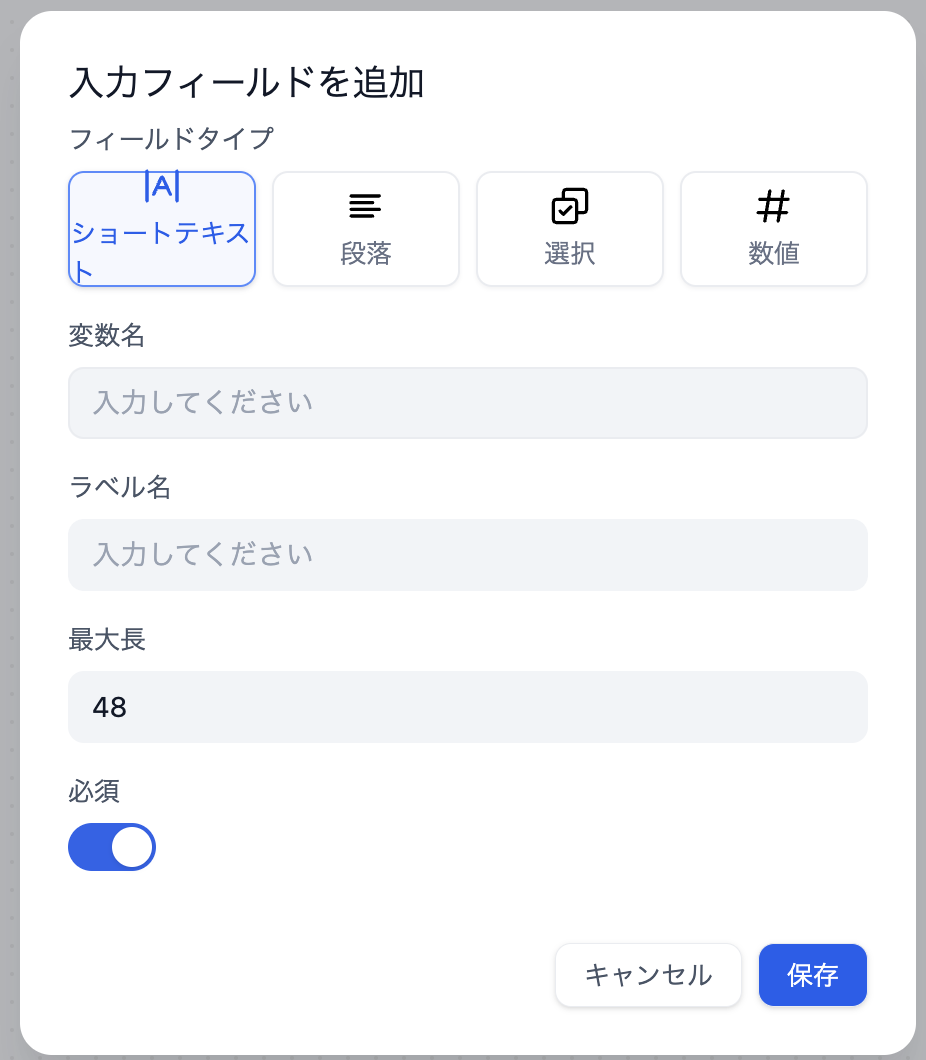 入力フィールドを追加
フィールドタイプ
|A|
ショートテキス
ト
段落
選択
数値
変数名
入力してください
ラベル名
入力してください
最大長
48
必須
キャンセル
保存